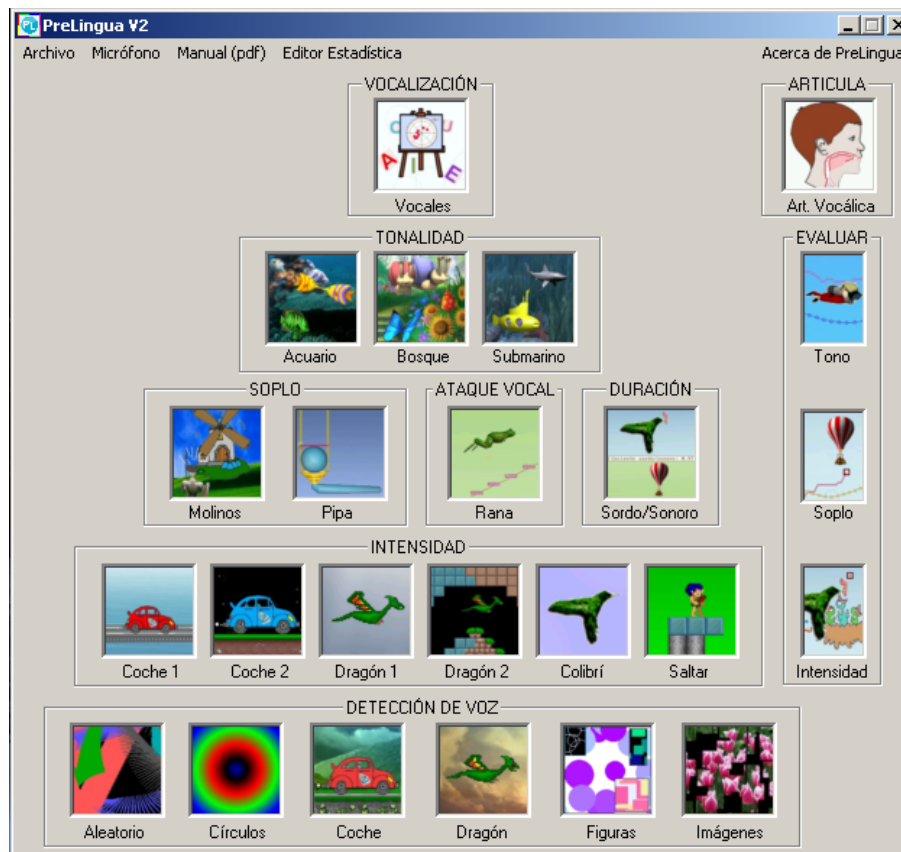 PreLingua V2
Archivo Micrófono Manual (pdf) Editor Estadística Acerca de PreLingua
VOCALIZACIÓN
Vocales
ARTICULA
Art. Vocálica
TONALIDAD
Acuario Bosque Submarino
EVALUAR
Tono
Soplo
Intensidad
SOPLO
Molinos Pipa
ATAQUE VOCAL
Rana
DURACIÓN
Sordo/Sonoro
INTENSIDAD
Coche 1 Coche 2 Dragón 1 Dragón 2 Colibrí Saltar
DETECCIÓN DE VOZ
Aleatorio Círculos Coche Dragón Figuras Imágenes